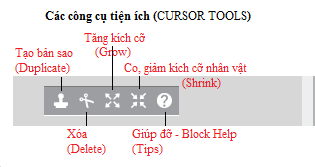 Các công cụ tiện ích (CURSOR TOOLS)
Tăng kích cỡ
(Grow)
Tạo bản sao
(Duplicate)
Co, giảm kích cỡ nhân vật
(Shrink)
Xóa
(Delete)
Giúp đỡ - Block Help
(Tips)